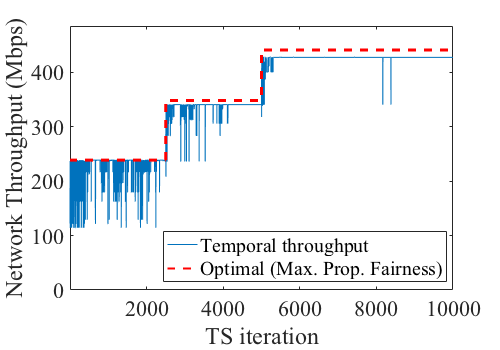 Network Throughput (Mbps)
400
300
200
100
0
Temporal throughput
Optimal (Max. Prop. Fairness)
2000 4000 6000 8000 10000
TS iteration